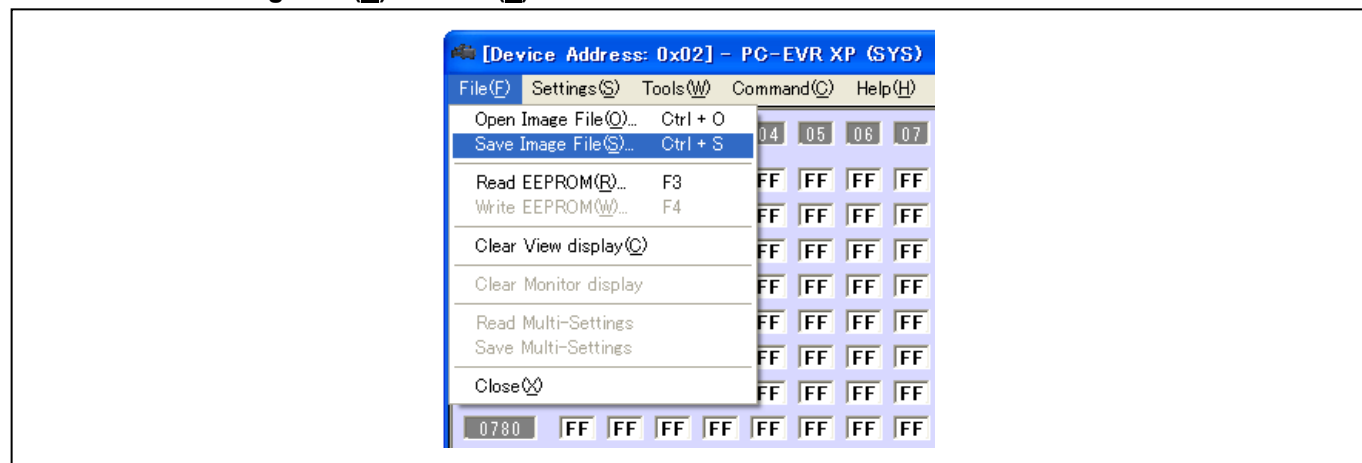 [Device Address: 0x02] - PC-EVR XP (SYS)
File(F) Settings(S) Tools(W) Command(C) Help(H)
Open Image File(O)... Ctrl + O
Save Image File(S)... Ctrl + S
04 05 06 07
Read EEPROM(R)... F3
FF FF FF FF
Write EEPROM(W)... F4
FF FF FF FF
Clear View display(C)
FF FF FF FF
Clear Monitor display
FF FF FF FF
Read Multi-Settings
FF FF FF FF
Save Multi-Settings
FF FF FF FF
Close(X)
FF FF FF FF
0780 FF FF FF FF FF FF FF FF